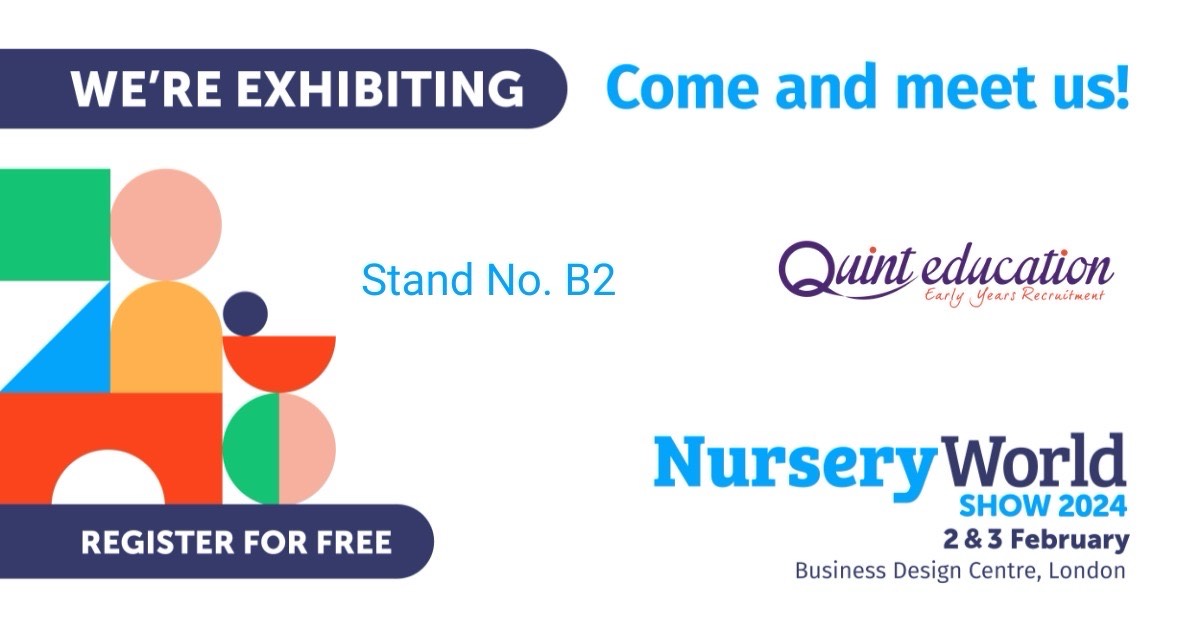 WE'RE EXHIBITING
Come and meet us!
Stand No. B2
Quint education
Early Years Recruitment
NurseryWorld
SHOW 2024
2 & 3 February
Business Design Centre, London
REGISTER FOR FREE